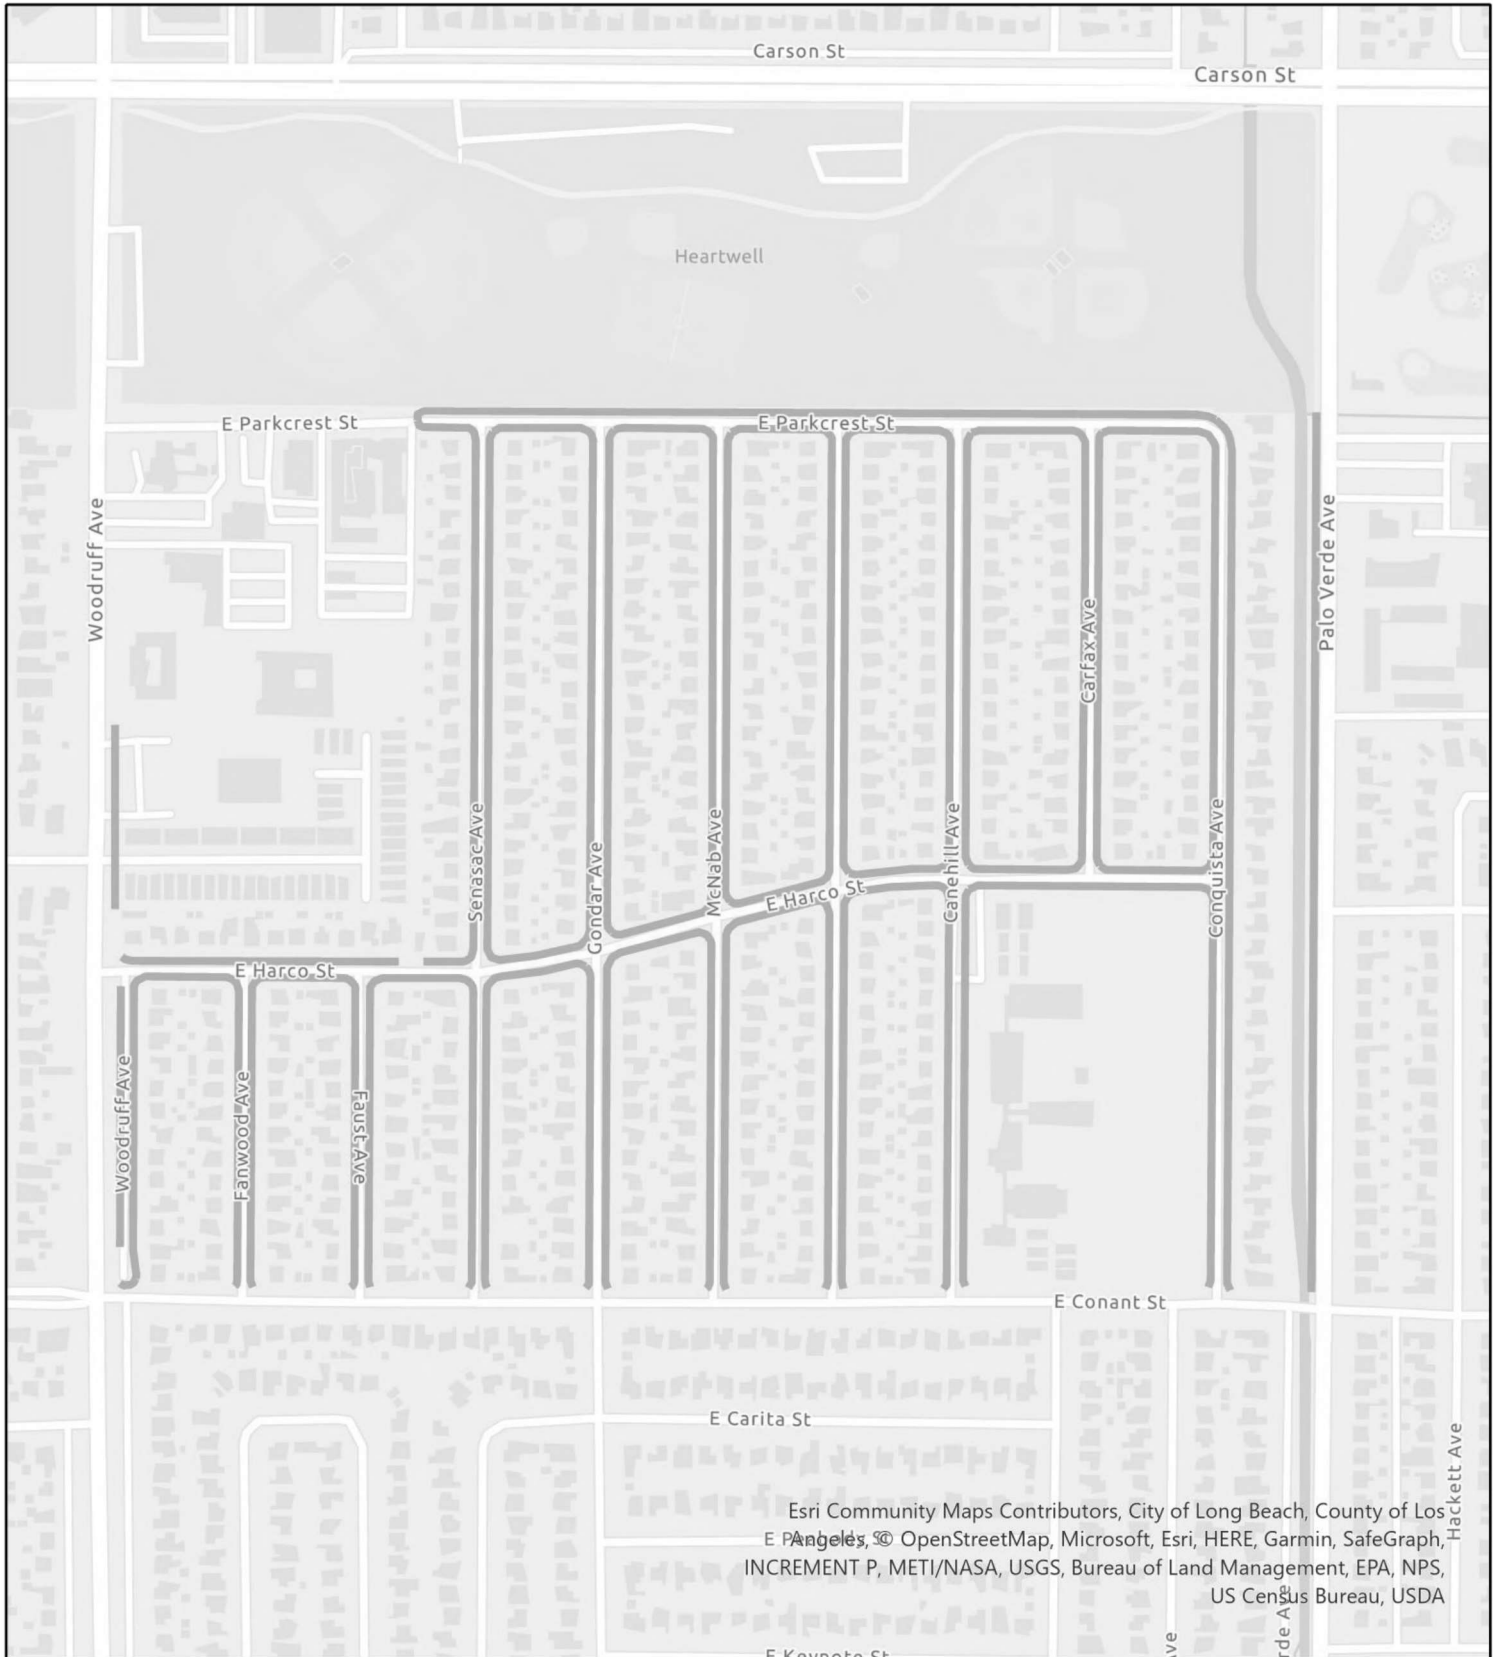 Carson St
Carson St
Heartwell
E Parkcrest St
E Parkcrest St
Woodruff Ave
Palo Verde Ave
Carfax Ave
Senasac Ave
Gondar Ave
McNab Ave
Canehill Ave
Conquista Ave
E Harco St
E Harco St
Woodruff Ave
Fanwood Ave
Faust Ave
E Conant St
E Carita St
Hackett Ave
Esri Community Maps Contributors, City of Long Beach, County of Los
Angeles, © OpenStreetMap, Microsoft, Esri, HERE, Garmin, SafeGraph,
INCREMENT P, METI/NASA, USGS, Bureau of Land Management, EPA, NPS,
US Census Bureau, USDA
E Keynote St